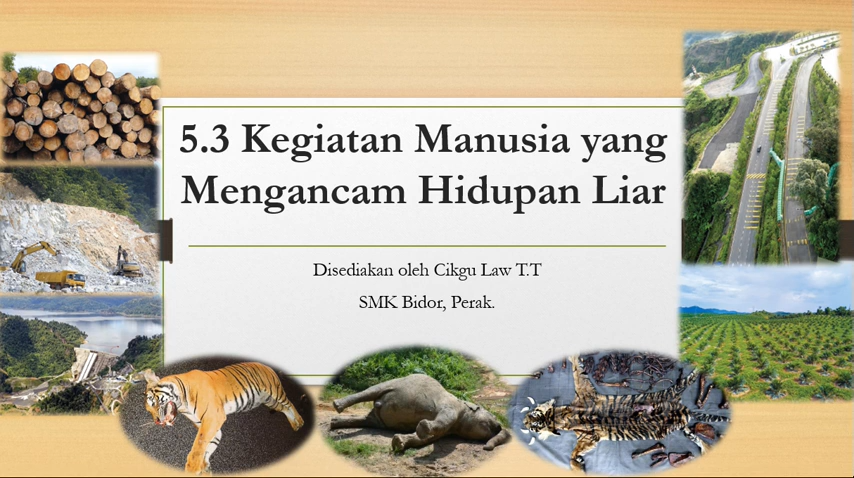 5.3 Kegiatan Manusia yang
Mengancam Hidupan Liar
Disediakan oleh Cikgu Law T.T
SMK Bidor, Perak.